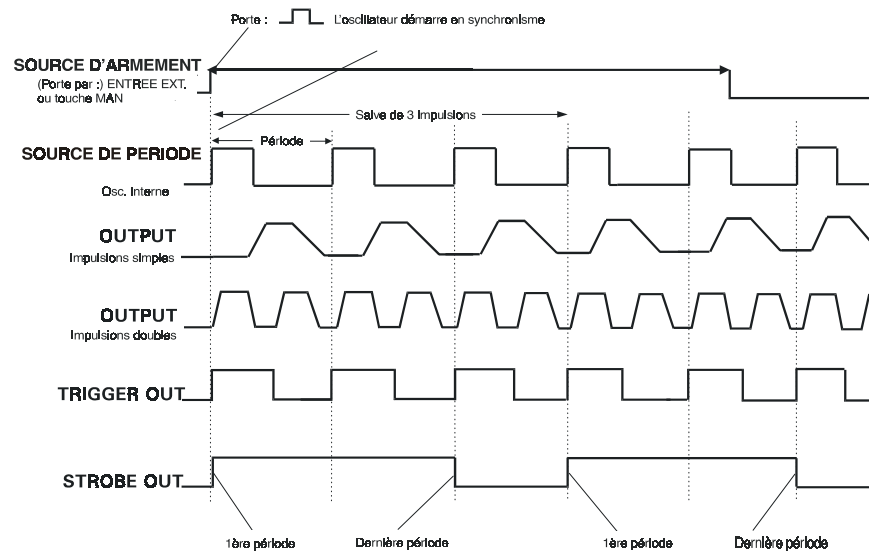 Porte : L'oscillateur démarre en synchronisme
SOURCE D'ARMEMENT
(Porte par :) ENTREE EXT.
ou touche MAN
Salve de 3 Impulsions
Période
SOURCE DE PERIODE
Osc. Interne
OUTPUT
Impulsions simples
OUTPUT
Impulsions doubles
TRIGGER OUT
STROBE OUT
1ère période
Dernière période
1ère période
Dernière période